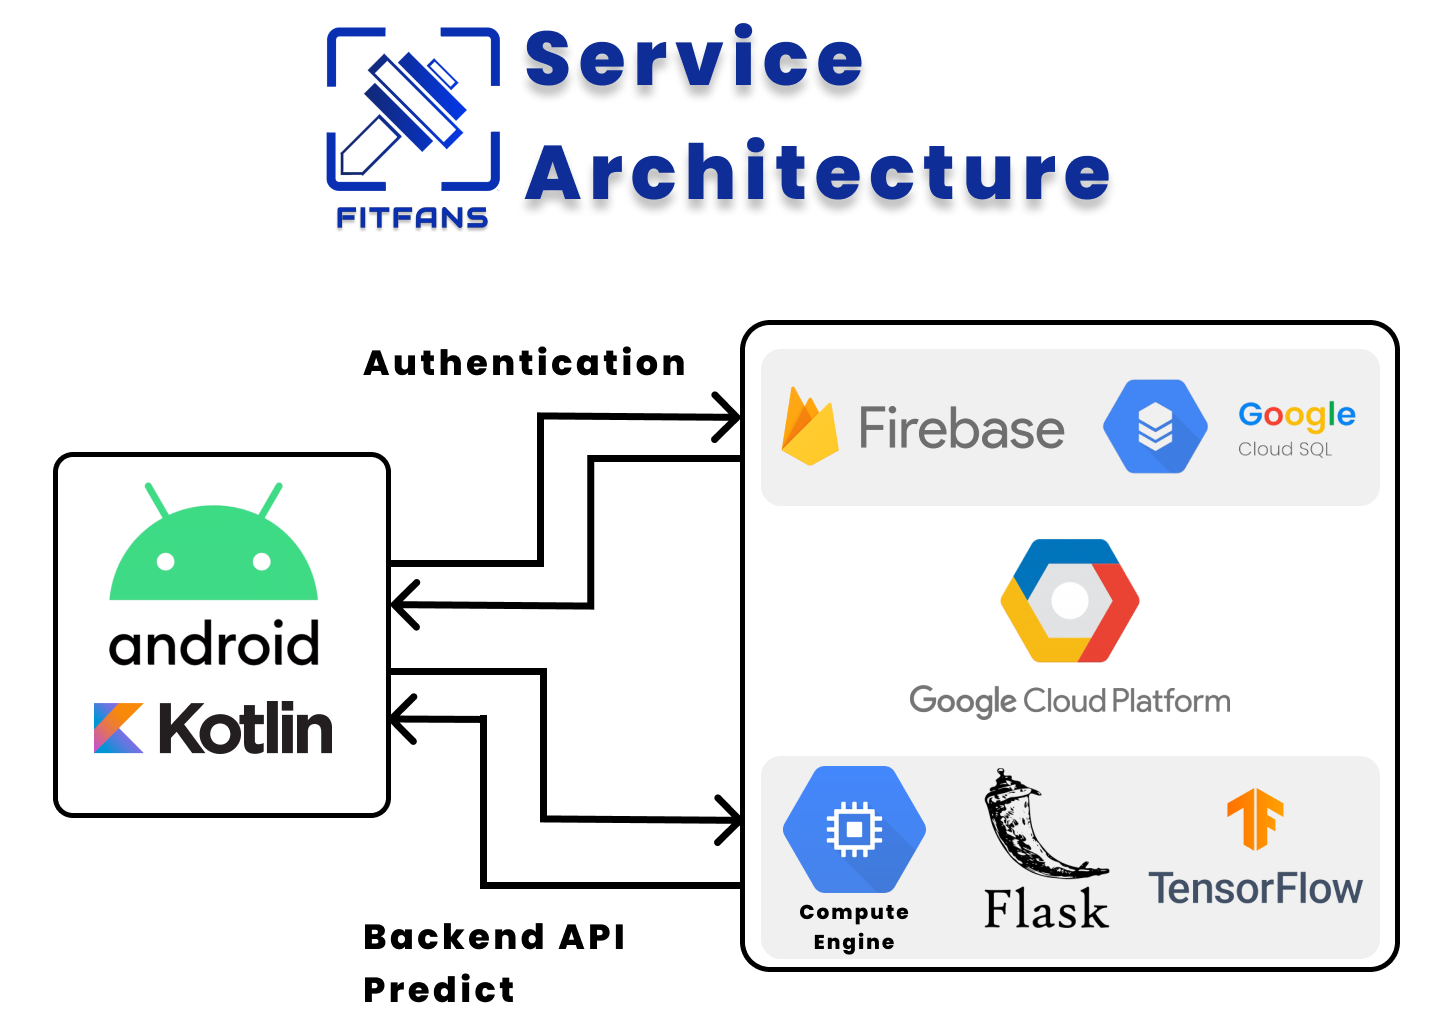 Service
Architecture
FITFANS
Authentication
Firebase
Google
Cloud SQL
android
Kotlin
Google Cloud Platform
Compute
Engine
Flask
TensorFlow
Backend API
Predict